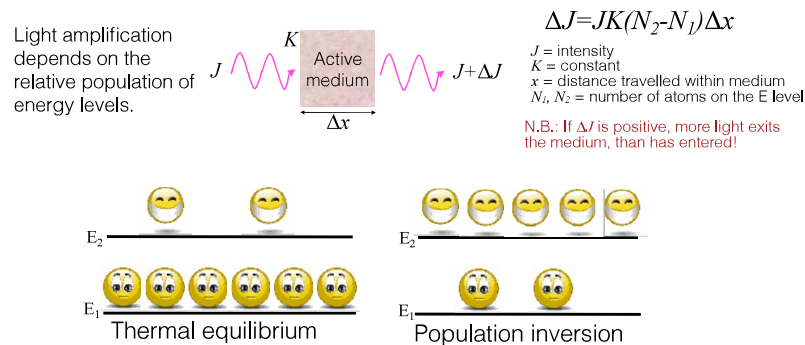 Light amplification
depends on the
relative population of
energy levels.
J
K
Active
medium
Δx
J+ΔJ
ΔJ=JK(N₂-N₁)Δx
J = intensity
K = constant
x = distance travelled within medium
N₁, N₂ = number of atoms on the E level
N.B.: If ΔJ is positive, more light exits
the medium, than has entered!
E₂
E₁
Thermal equilibrium
E₂
E₁
Population inversion